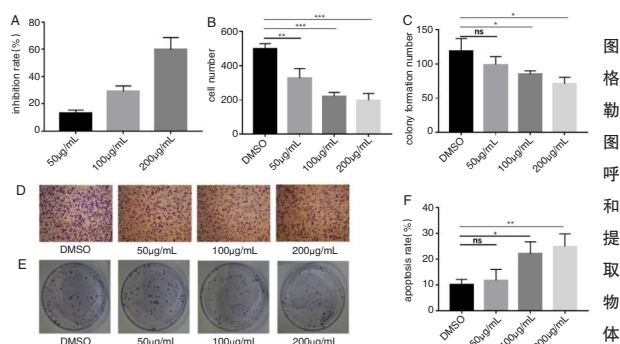 A
inhibition rate(%)
80
60
40
20
0
50μg/mL
100μg/mL
200μg/mL
B
cell number
600
400
200
0
**
***
***
DMSO
50μg/mL
100μg/mL
200μg/mL
C
colony formation number
150
100
50
0
ns
*
*
DMSO
50μg/mL
100μg/mL
200μg/mL
D
DMSO
50μg/mL
100μg/mL
200μg/mL
E
DMSO
50μg/mL
100μg/mL
200μg/mL
F
apoptosis rate(%)
40
30
20
10
0
ns
*
**
DMSO
50μg/mL
100μg/mL
200μg/mL
图格勒图呼和提取物体